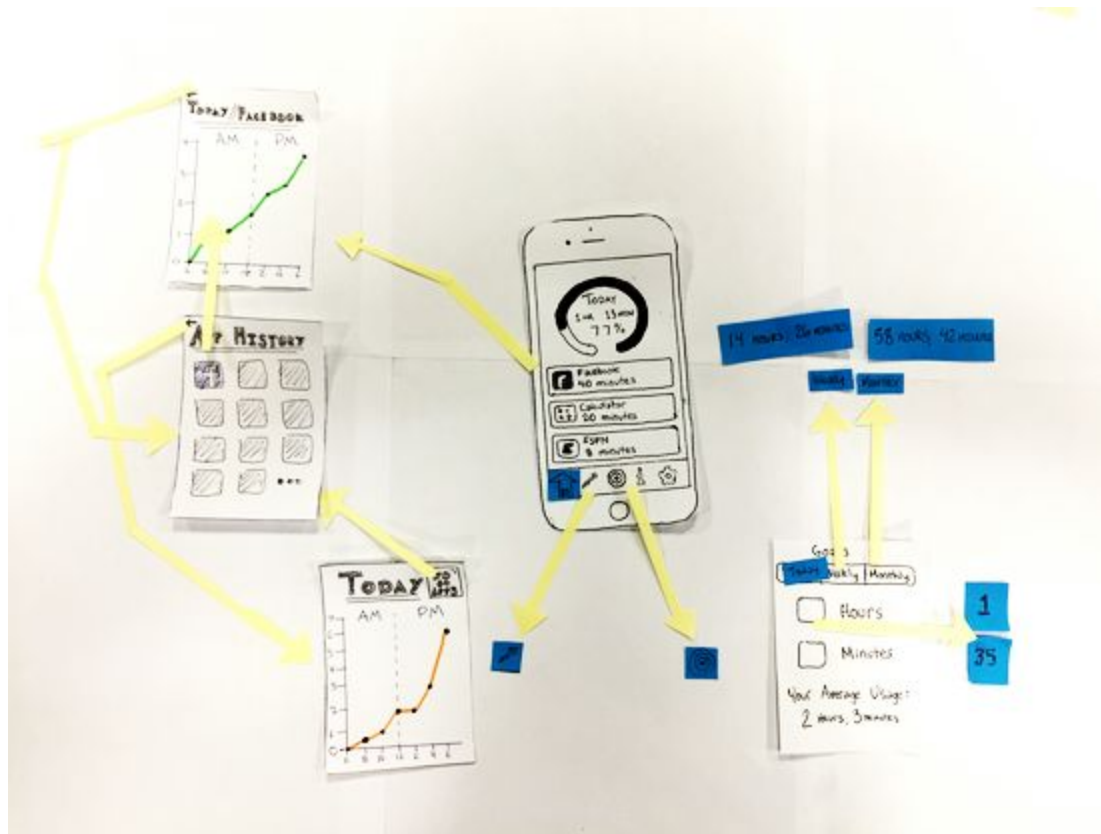 TODAY/FACEBOOK
AM PM
APP HISTORY
TODAY
AM PM
TODAY
1 HR 13 MIN
77%
Facebook
40 minutes
Calculator
20 minutes
ESPN
8 minutes
14 HOURS, 26 MINUTES
58 HOURS, 42 MINUTES
Weekly
Monthly
Goals
Today Weekly Monthly
Hours
1
Minutes
35
Your Average Usage:
2 Hours, 3 minutes